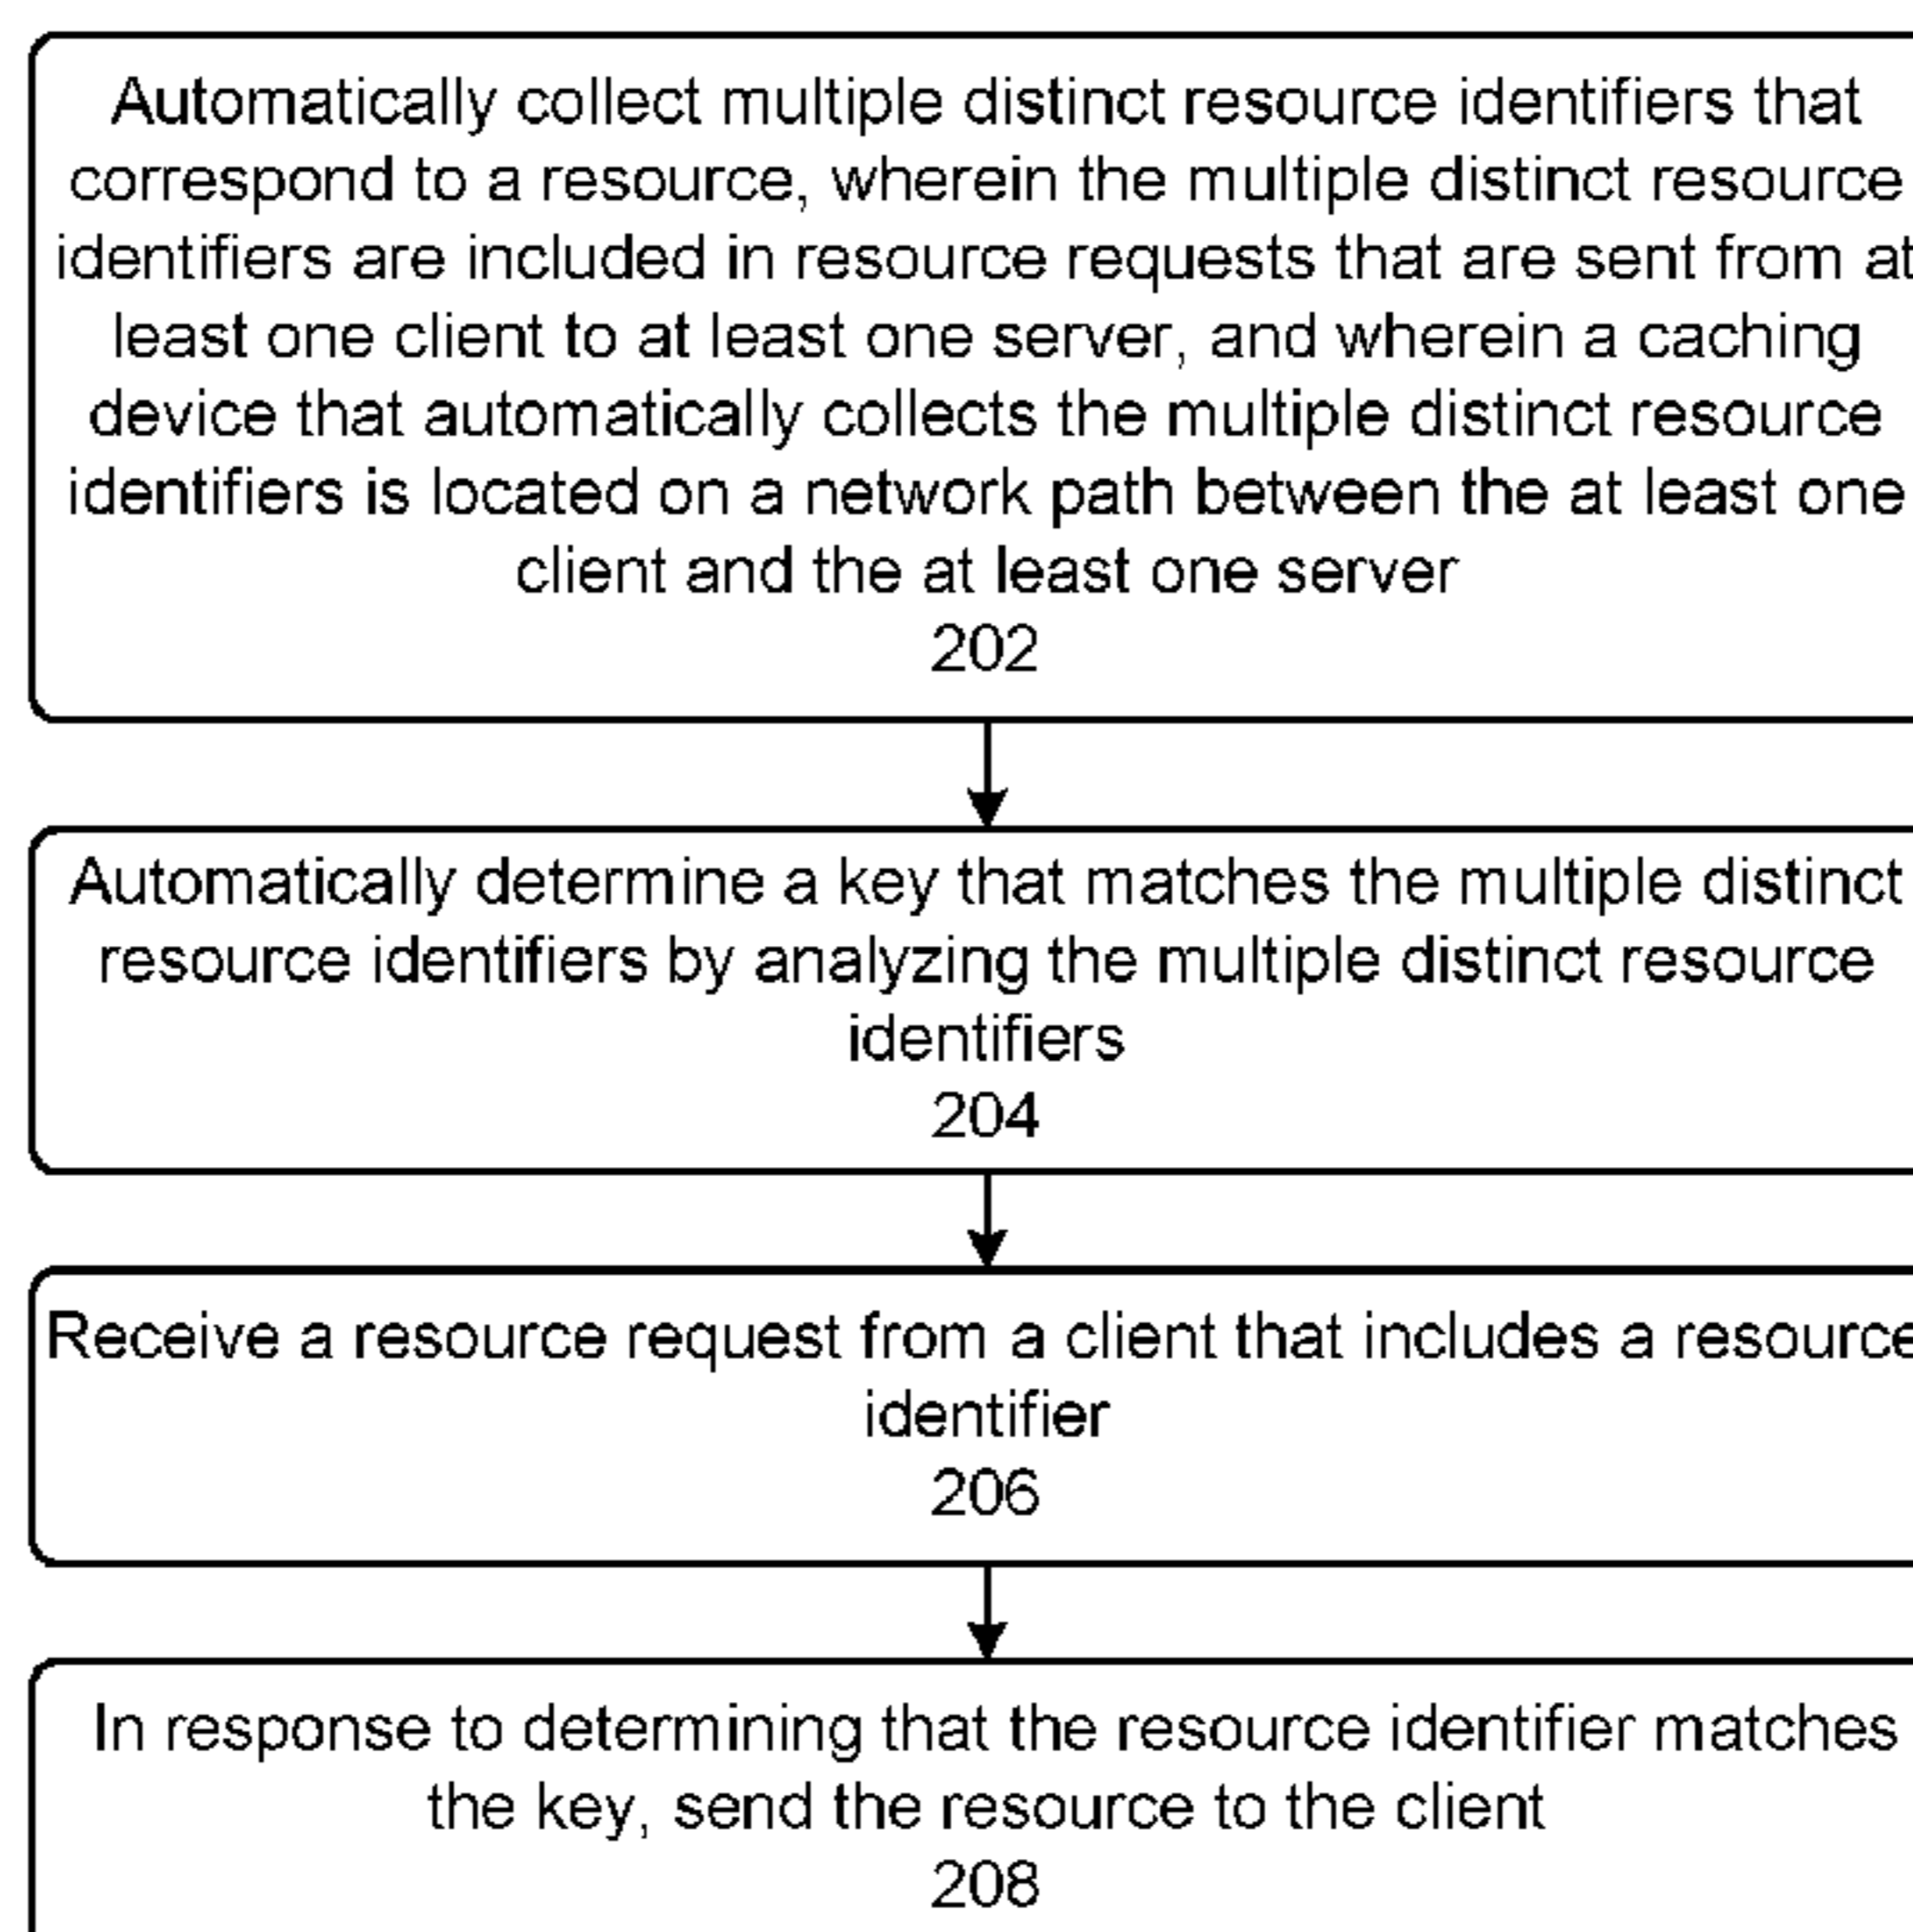 Automatically collect multiple distinct resource identifiers that
correspond to a resource, wherein the multiple distinct resource
identifiers are included in resource requests that are sent from at
least one client to at least one server, and wherein a caching
device that automatically collects the multiple distinct resource
identifiers is located on a network path between the at least one
client and the at least one server
202
Automatically determine a key that matches the multiple distinct
resource identifiers by analyzing the multiple distinct resource
identifiers
204
Receive a resource request from a client that includes a resource
identifier
206
In response to determining that the resource identifier matches
the key, send the resource to the client
208